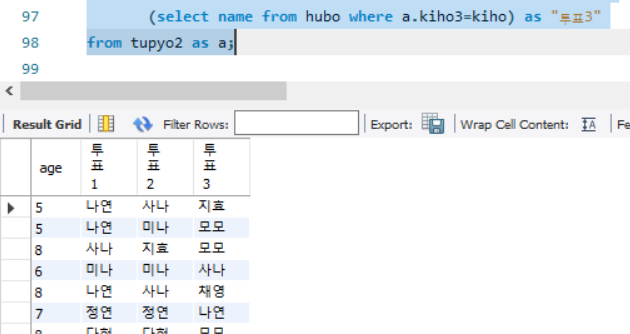 97 (select name from hubo where a.kiho3=kiho) as "투표3"
98 from tupyo2 as a;
99
Result Grid Filter Rows: Export: Wrap Cell Content: Fe
age 투표1 투표2 투표3
5 나연 사나 지효
5 나연 미나 모모
8 사나 지효 모모
6 미나 미나 사나
8 나연 사나 채영
7 정연 정연 나연